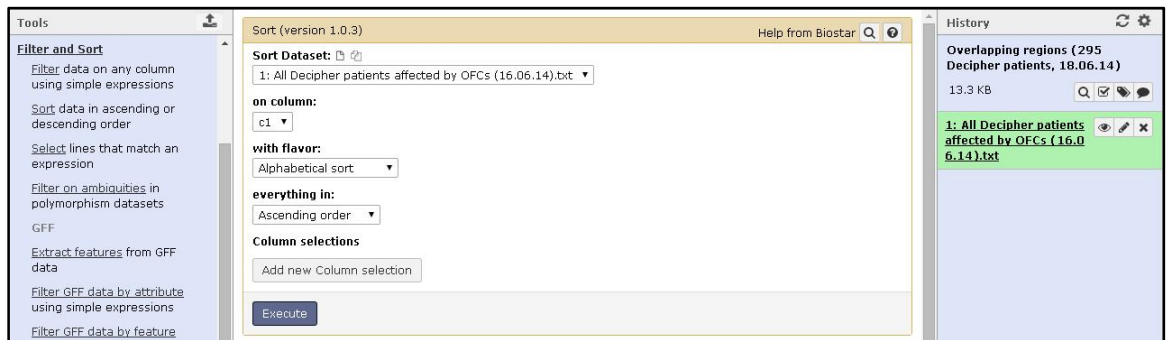 Tools
Filter and Sort
Filter data on any column
using simple expressions
Sort data in ascending or
descending order
Select lines that match an
expression
Filter on ambiguities in
polymorphism datasets
GFF
Extract features from GFF
data
Filter GFF data by attribute
using simple expressions
Filter GFF data by feature
Sort (version 1.0.3)
Help from Biostar
Sort Dataset:
1: All Decipher patients affected by OFCs (16.06.14).txt
on column:
c1
with flavor:
Alphabetical sort
everything in:
Ascending order
Column selections
Add new Column selection
Execute
History
Overlapping regions (295
Decipher patients, 18.06.14)
13.3 KB
1: All Decipher patients
affected by OFCs (16.0
6.14).txt